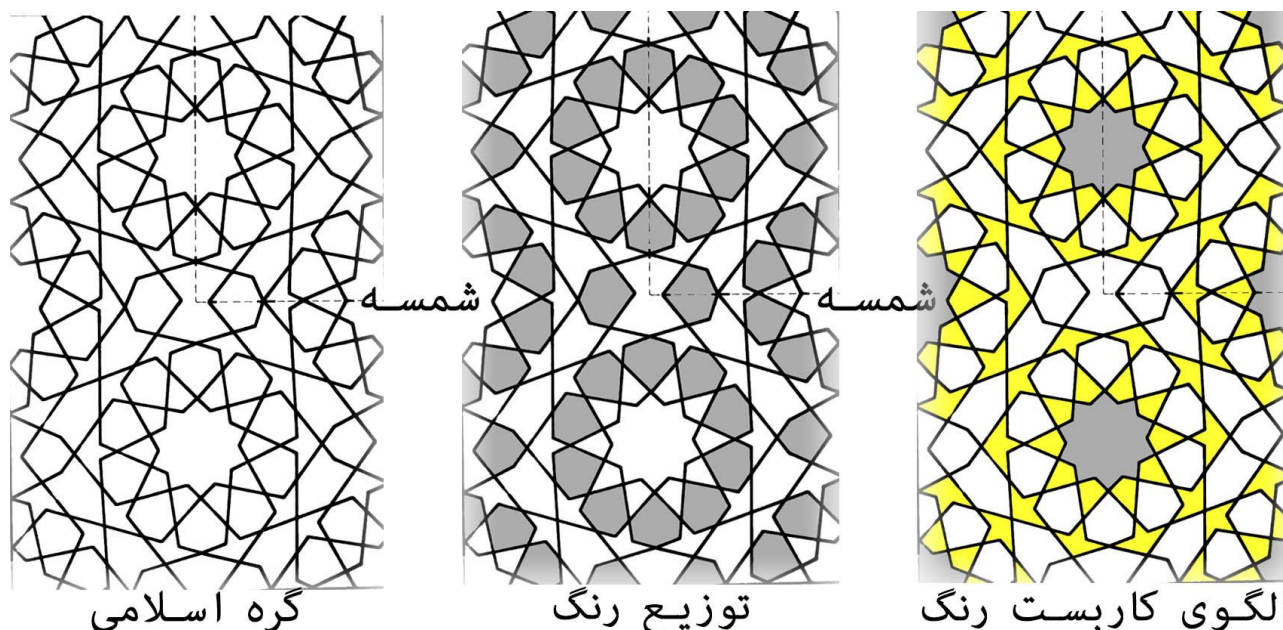 شمسه
شمسه
گره اسلامی
توزیع رنگ
لگوی کاربست رنگ